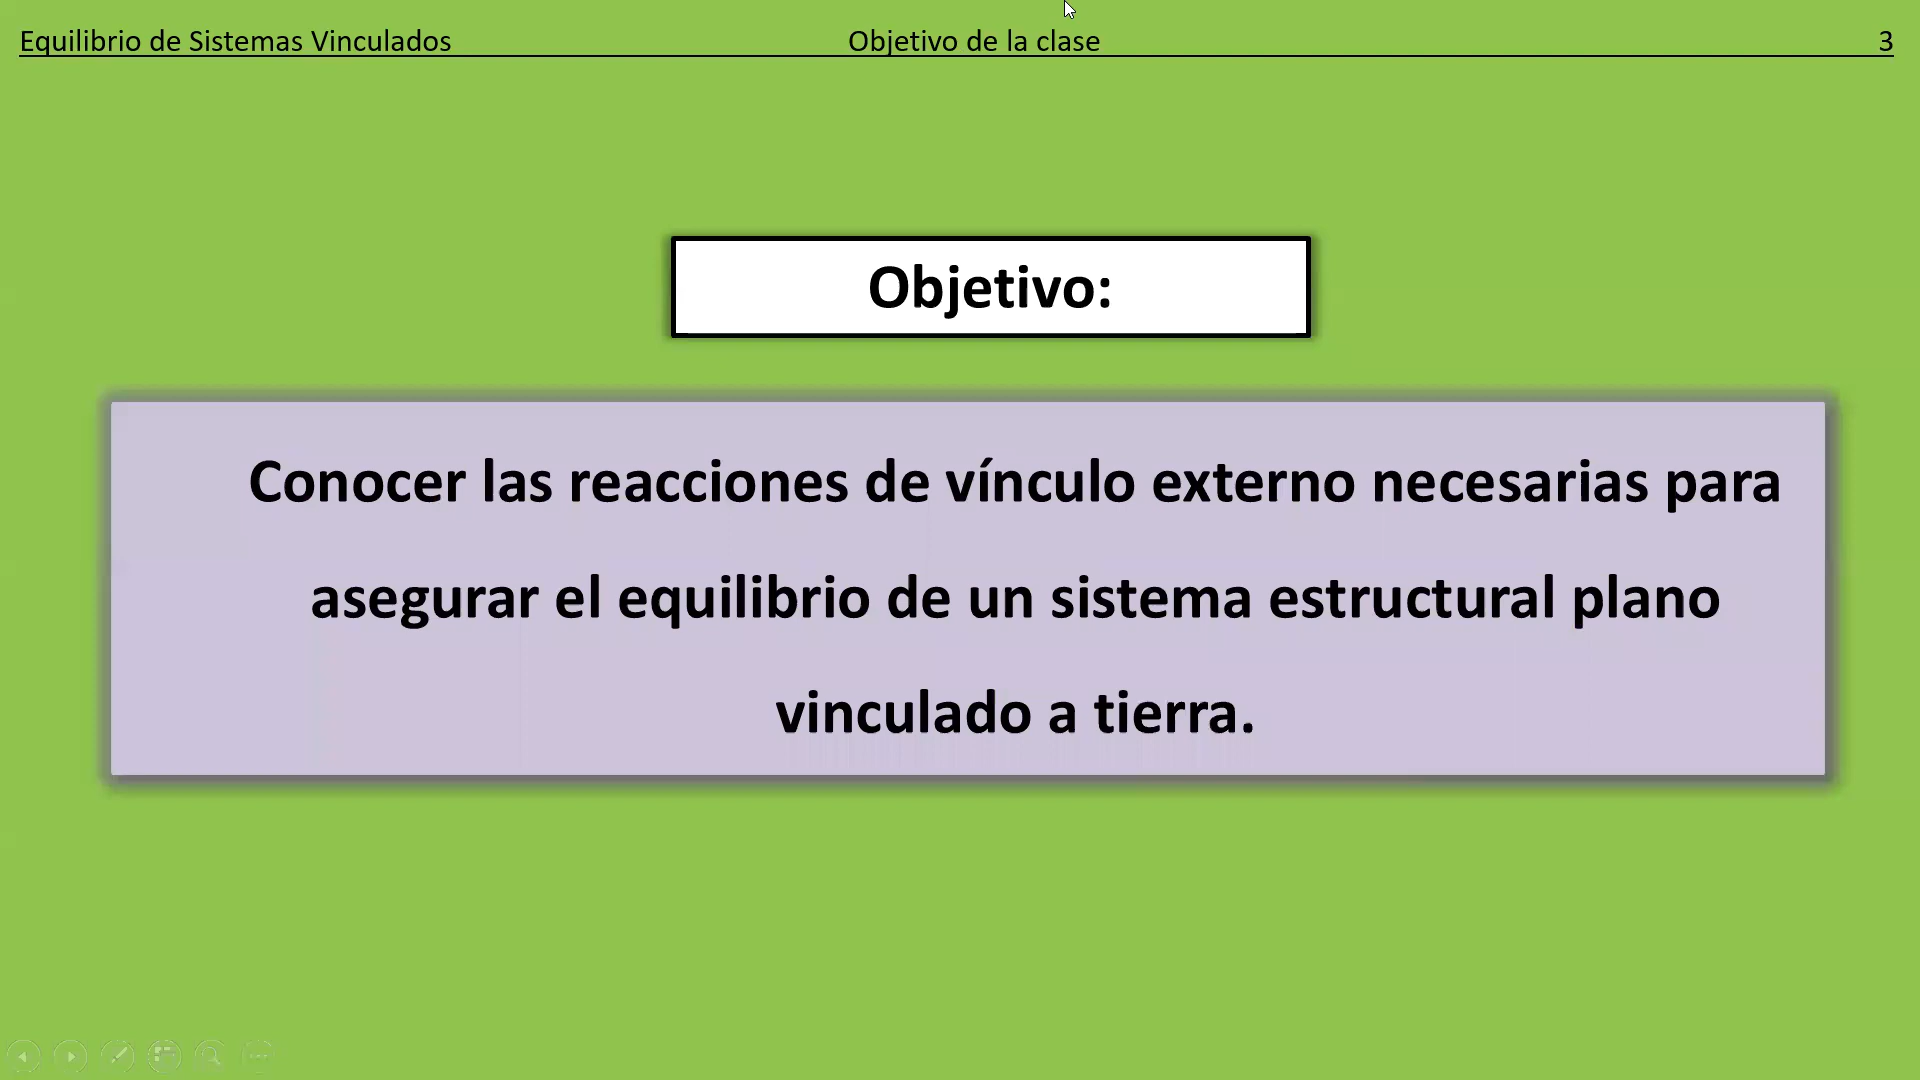 Equilibrio de Sistemas Vinculados Objetivo de la clase 3
Objetivo:
Conocer las reacciones de vínculo externo necesarias para
asegurar el equilibrio de un sistema estructural plano
vinculado a tierra.